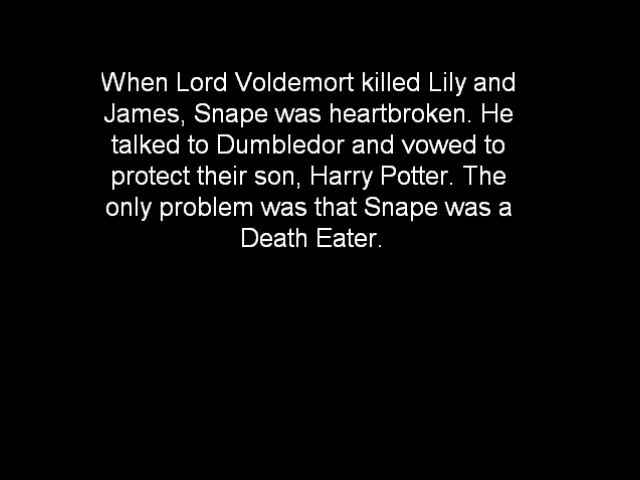 When Lord Voldemort killed Lily and
James, Snape was heartbroken. He
talked to Dumbledor and vowed to
protect their son, Harry Potter. The
only problem was that Snape was a
Death Eater.